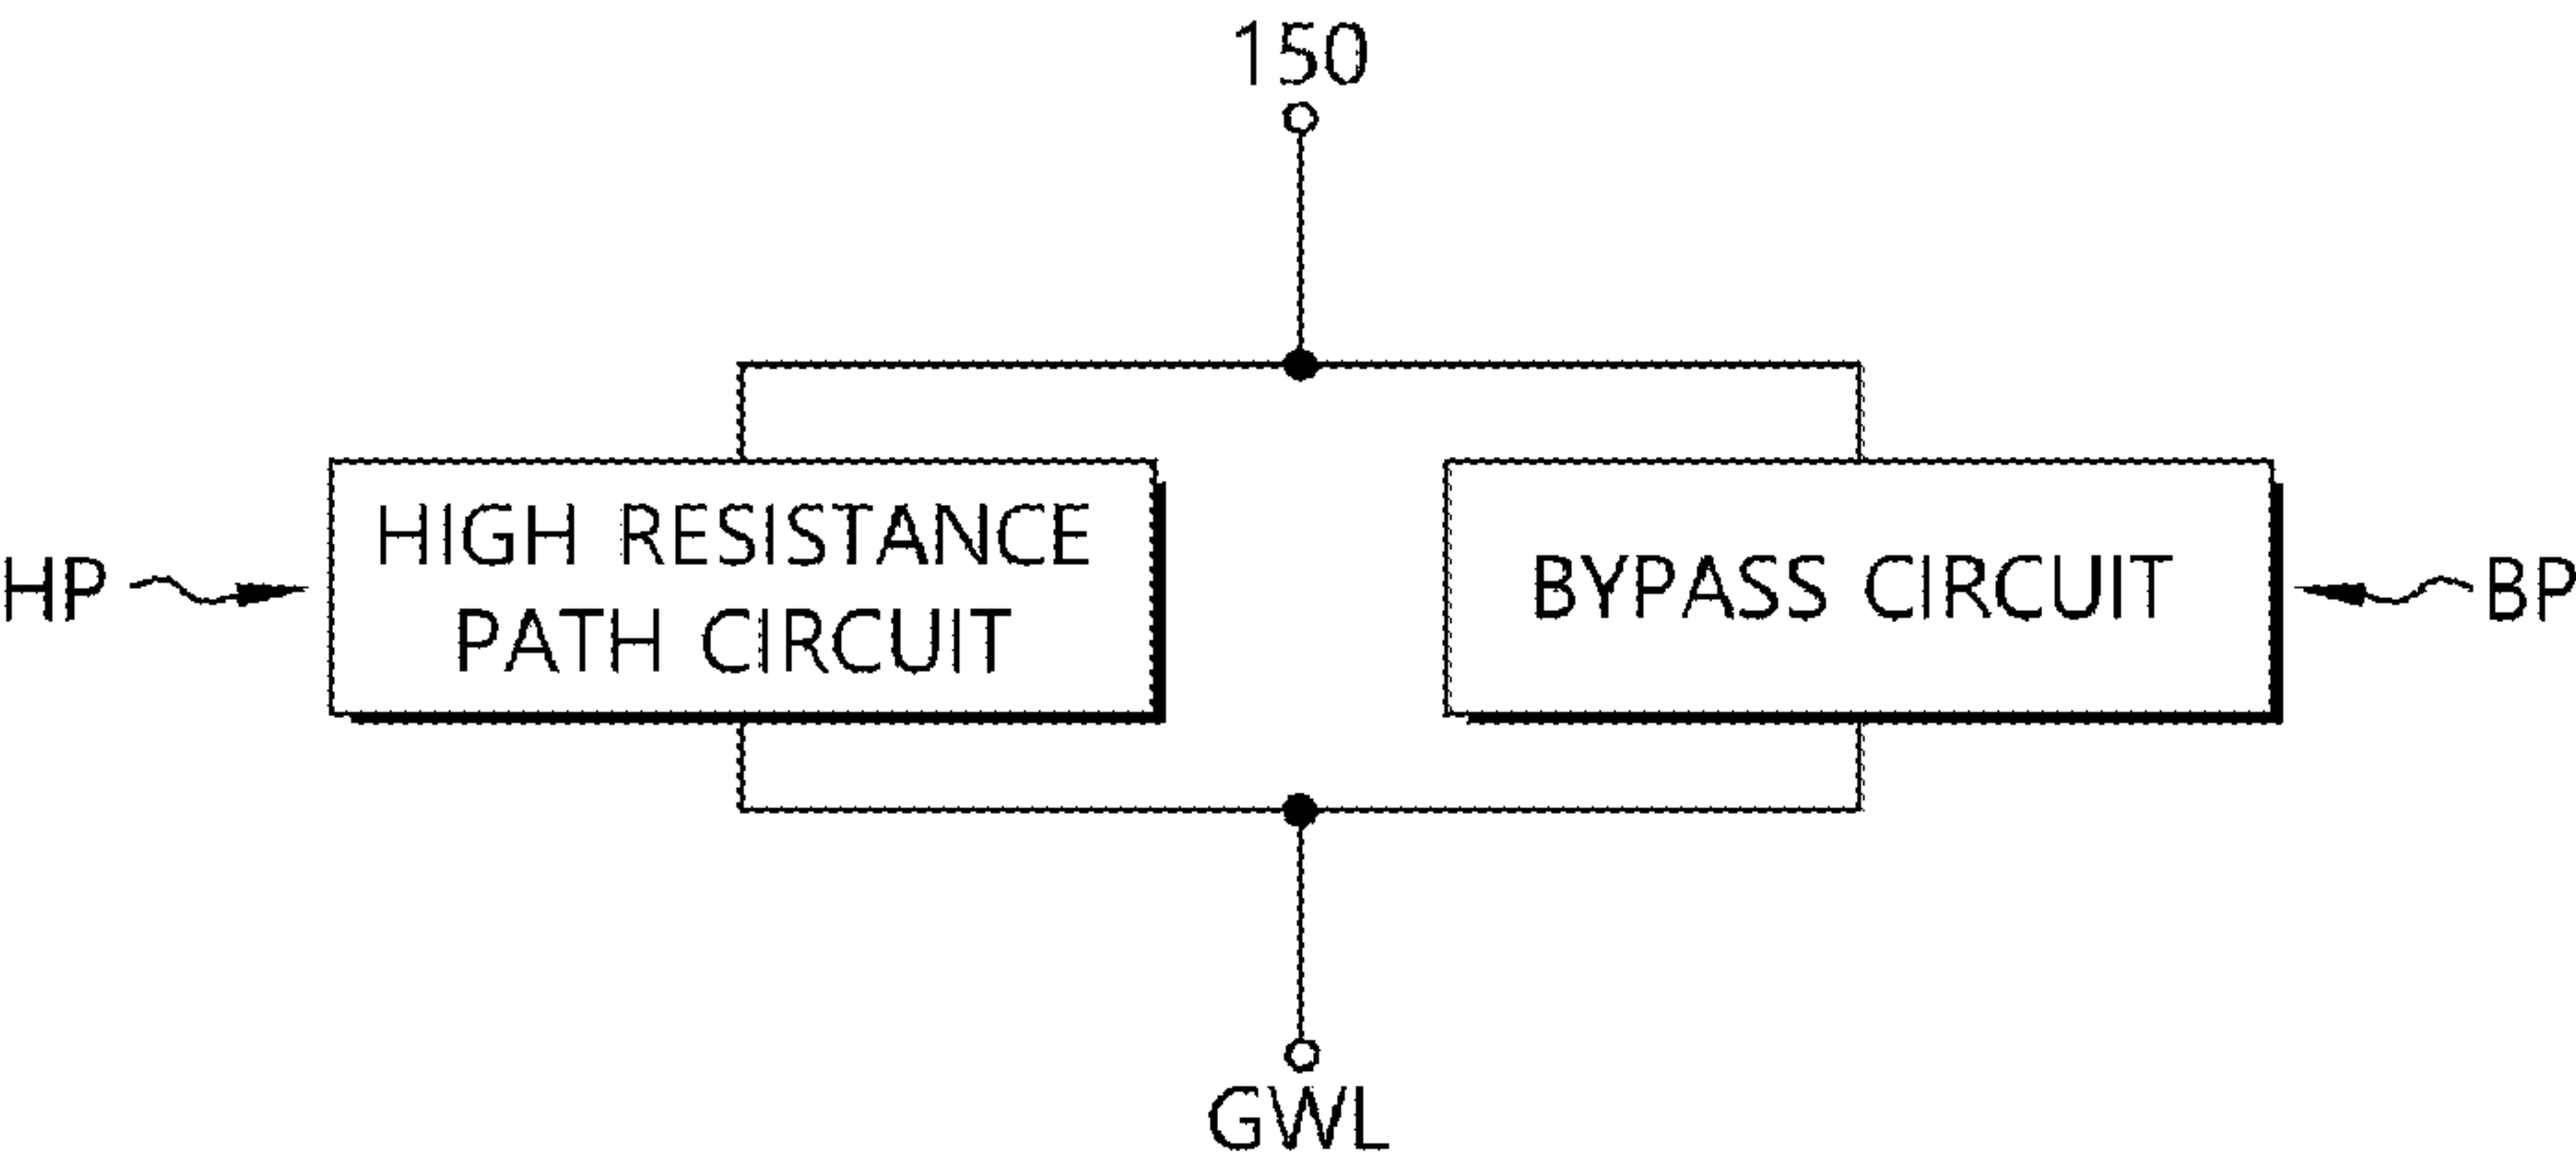 150
HIGH RESISTANCE
PATH CIRCUIT
HP
BYPASS CIRCUIT
BP
GWL